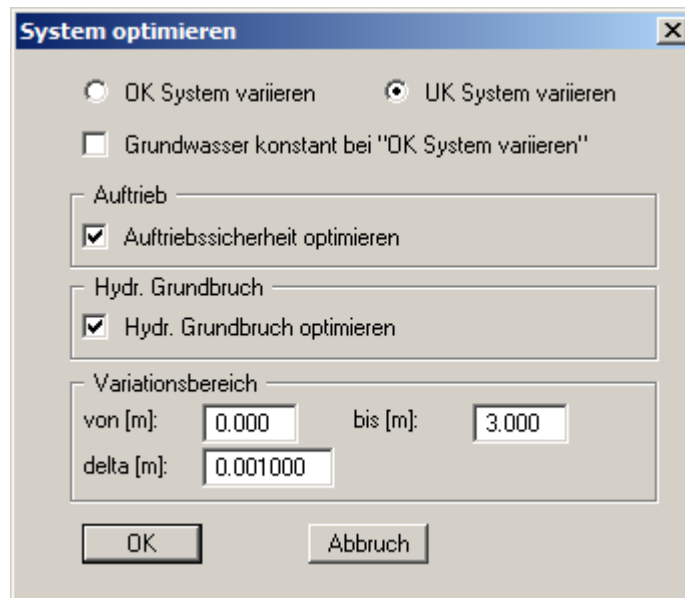 System optimieren
OK System variieren UK System variieren
Grundwasser konstant bei "OK System variieren"
Auftrieb
Auftriebssicherheit optimieren
Hydr. Grundbruch
Hydr. Grundbruch optimieren
Variationsbereich
von [m]: 0.000 bis [m]: 3.000
delta [m]: 0.001000
OK Abbruch